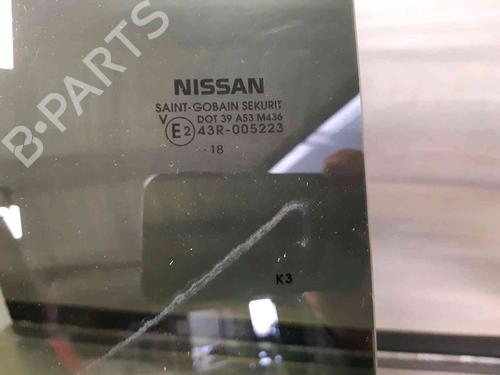 B-PARTS
NISSAN
SAINT-GOBAIN SEKURIT
V DOT 39 AS3 M436
E2 43R-005223
·18
K3